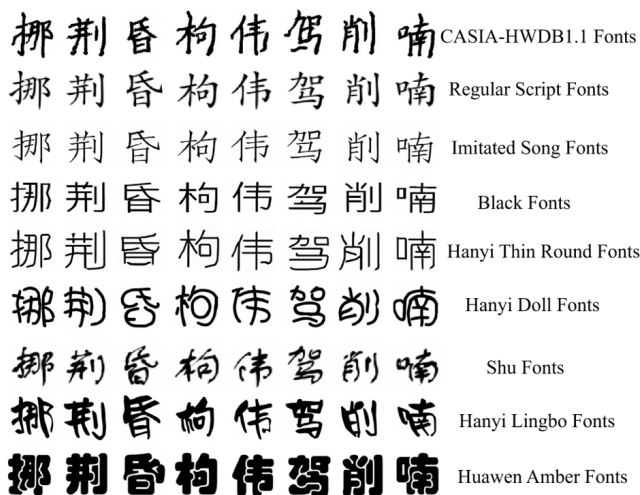 挪荆昏枸伟驾削喃 CASIA-HWDB1.1 Fonts
挪荆昏枸伟驾削喃 Regular Script Fonts
挪荆昏枸伟驾削喃 Imitated Song Fonts
挪荆昏枸伟驾削喃 Black Fonts
挪荆昏枸伟驾削喃 Hanyi Thin Round Fonts
挪荆昏枸伟驾削喃 Hanyi Doll Fonts
挪荆昏枸伟驾削喃 Shu Fonts
挪荆昏枸伟驾削喃 Hanyi Lingbo Fonts
挪荆昏枸伟驾削喃 Huawen Amber Fonts